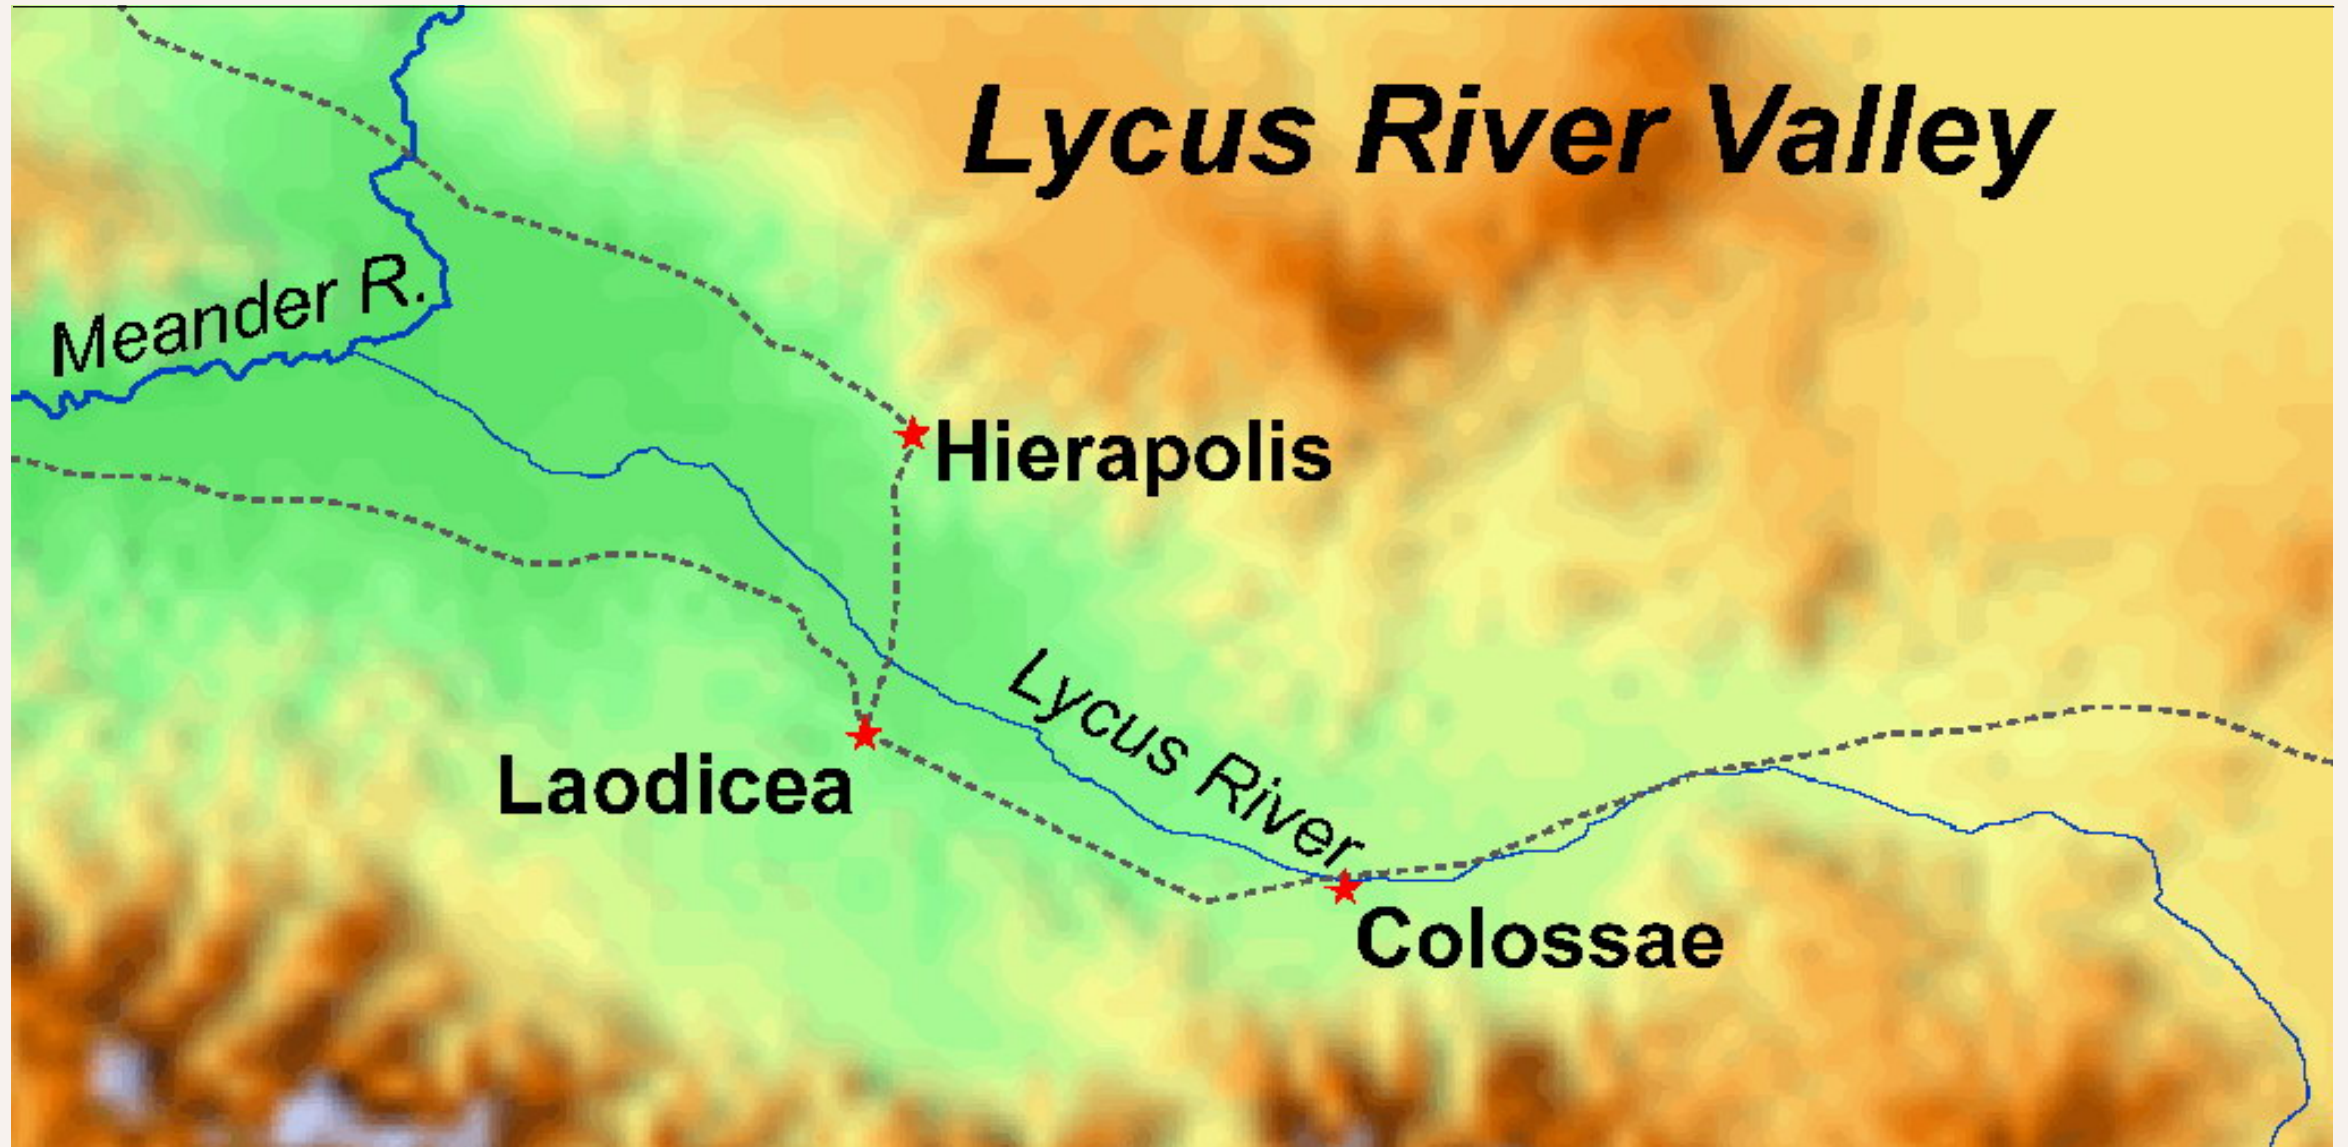 Lycus River Valley
Meander R.
Hierapolis
Lycus River
Laodicea
Colossae